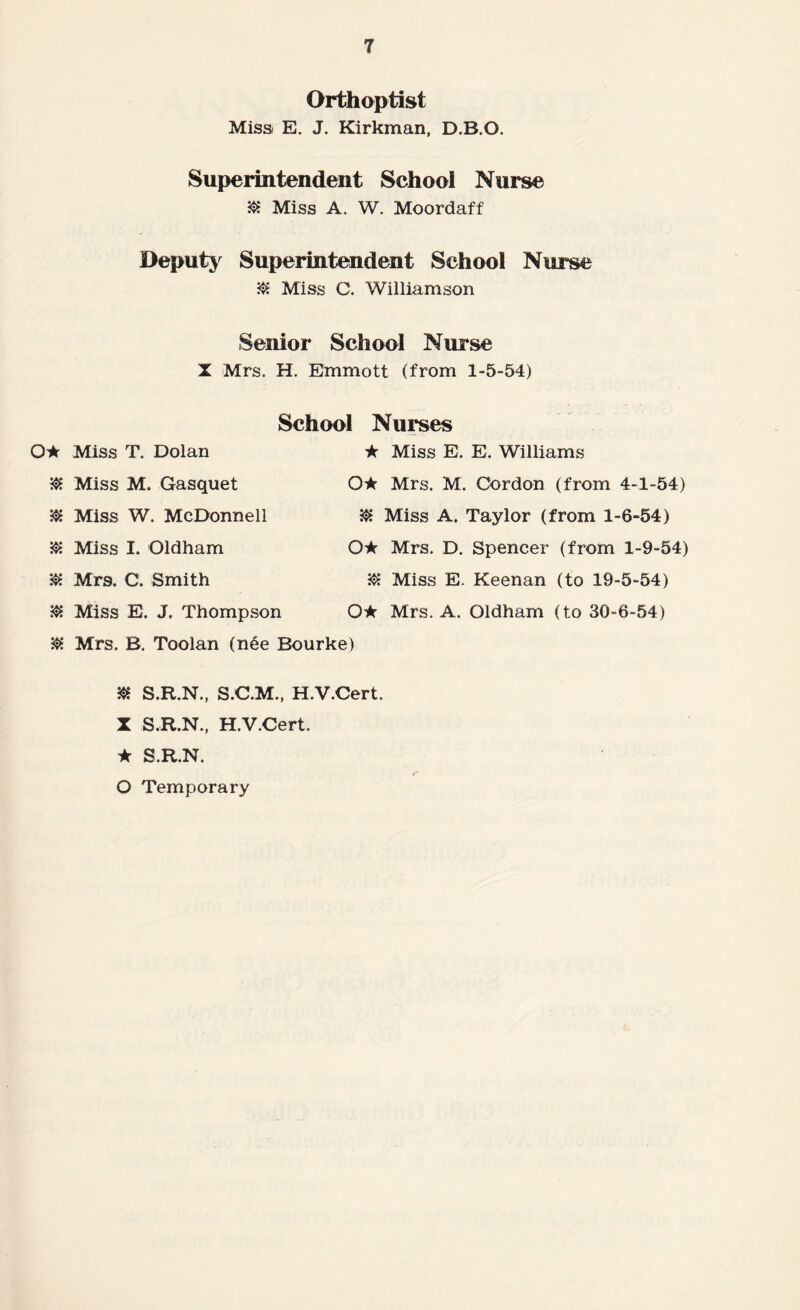 7
Orthoptist
Miss E. J. Kirkman, D.B.O.
Superintendent School Nurse
※ Miss A. W. Moordaff
Deputy Superintendent School Nurse
※ Miss C. Williamson
Senior School Nurse
X Mrs. H. Emmott (from 1-5-54)
School Nurses
O★ Miss T. Dolan
※ Miss M. Gasquet
※ Miss W. McDonnell
※ Miss I. Oldham
※ Mrs. C. Smith
※ Miss E. J. Thompson
※ Mrs. B. Toolan (née Bourke)
★ Miss E. E. Williams
O★ Mrs. M. Cordon (from 4-1-54)
※ Miss A. Taylor (from 1-6-54)
O★ Mrs. D. Spencer (from 1-9-54)
※ Miss E. Keenan (to 19-5-54)
O★ Mrs. A. Oldham (to 30-6-54)
※ S.R.N., S.C.M., H.V.Cert.
X S.R.N., H.V.Cert.
★ S.R.N.
O Temporary